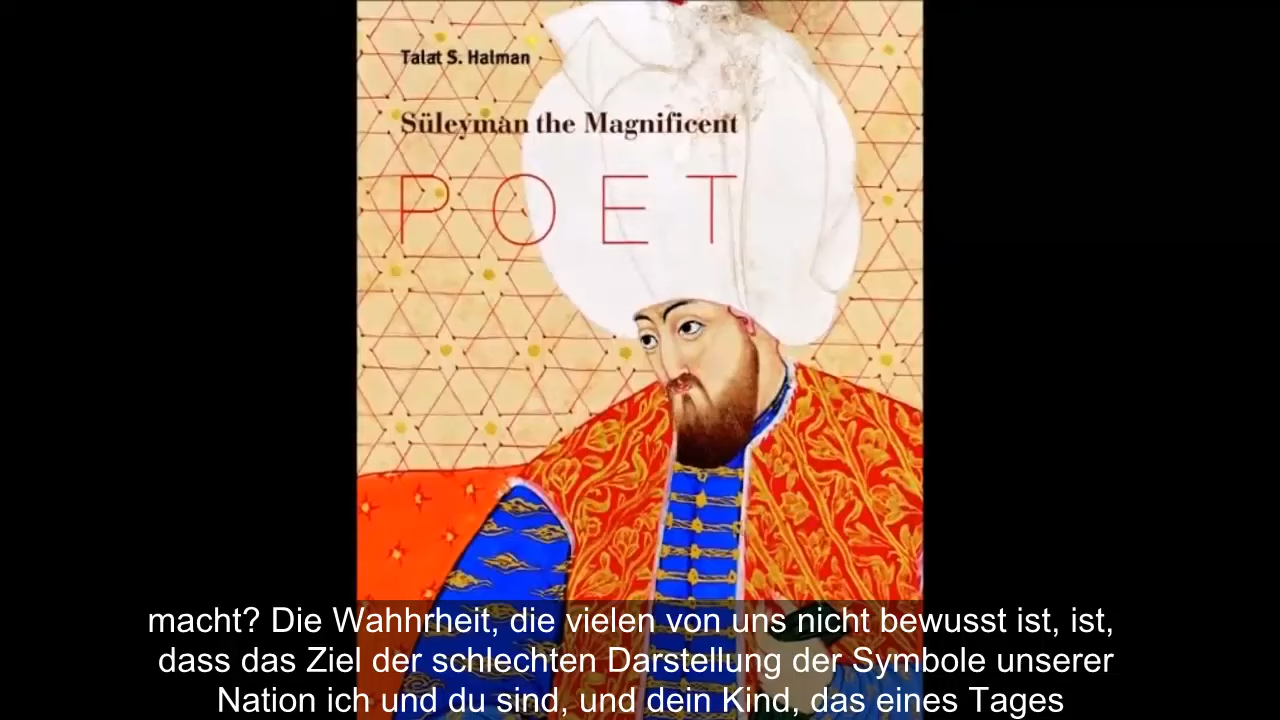 Talat S. Halman
Süleyman the Magnificent
POET
macht? Die Wahhrheit, die vielen von uns nicht bewusst ist, ist,
dass das Ziel der schlechten Darstellung der Symbole unserer
Nation ich und du sind, und dein Kind, das eines Tages